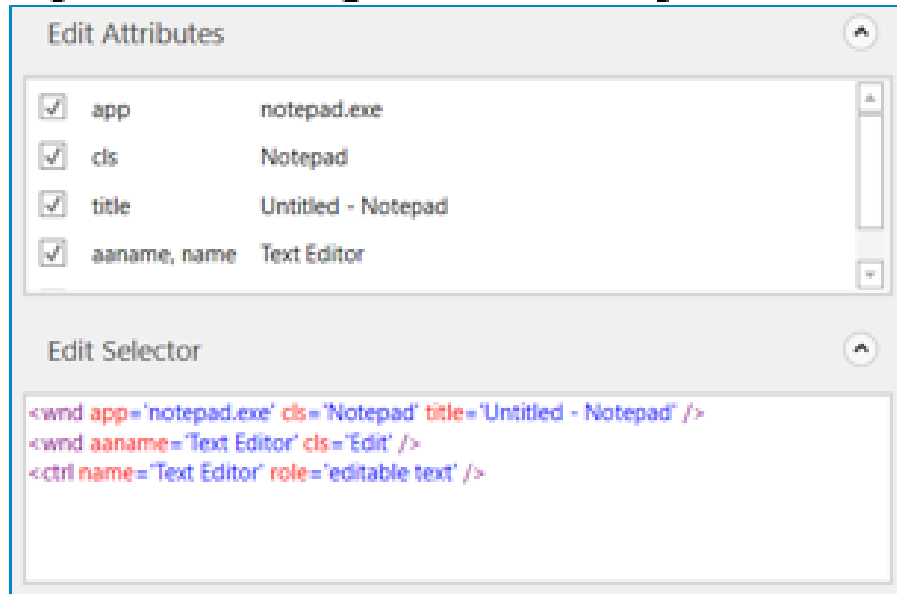 Edit Attributes
app notepad.exe
cls Notepad
title Untitled - Notepad
aaname, name Text Editor
Edit Selector
<wnd app='notepad.exe' cls='Notepad' title='Untitled - Notepad' />
<wnd aaname='Text Editor' cls='Edit' />
<ctrl name='Text Editor' role='editable text' />